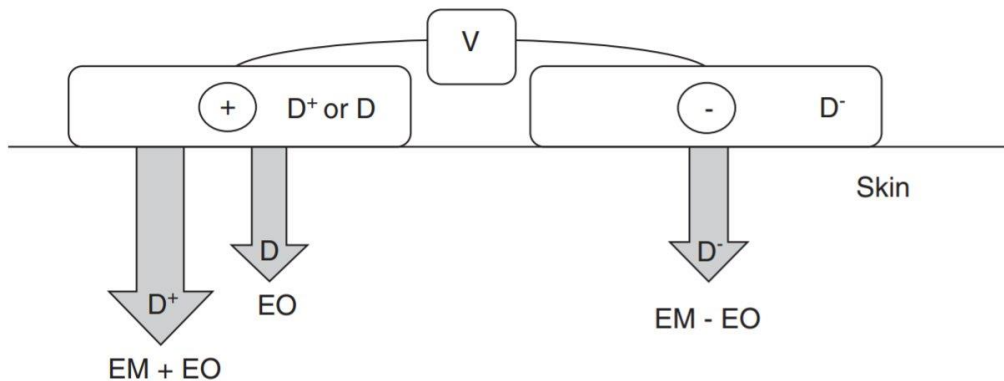 V
+ D⁺ or D
- D⁻
Skin
D
D⁻
D⁺
EO
EM - EO
EM + EO